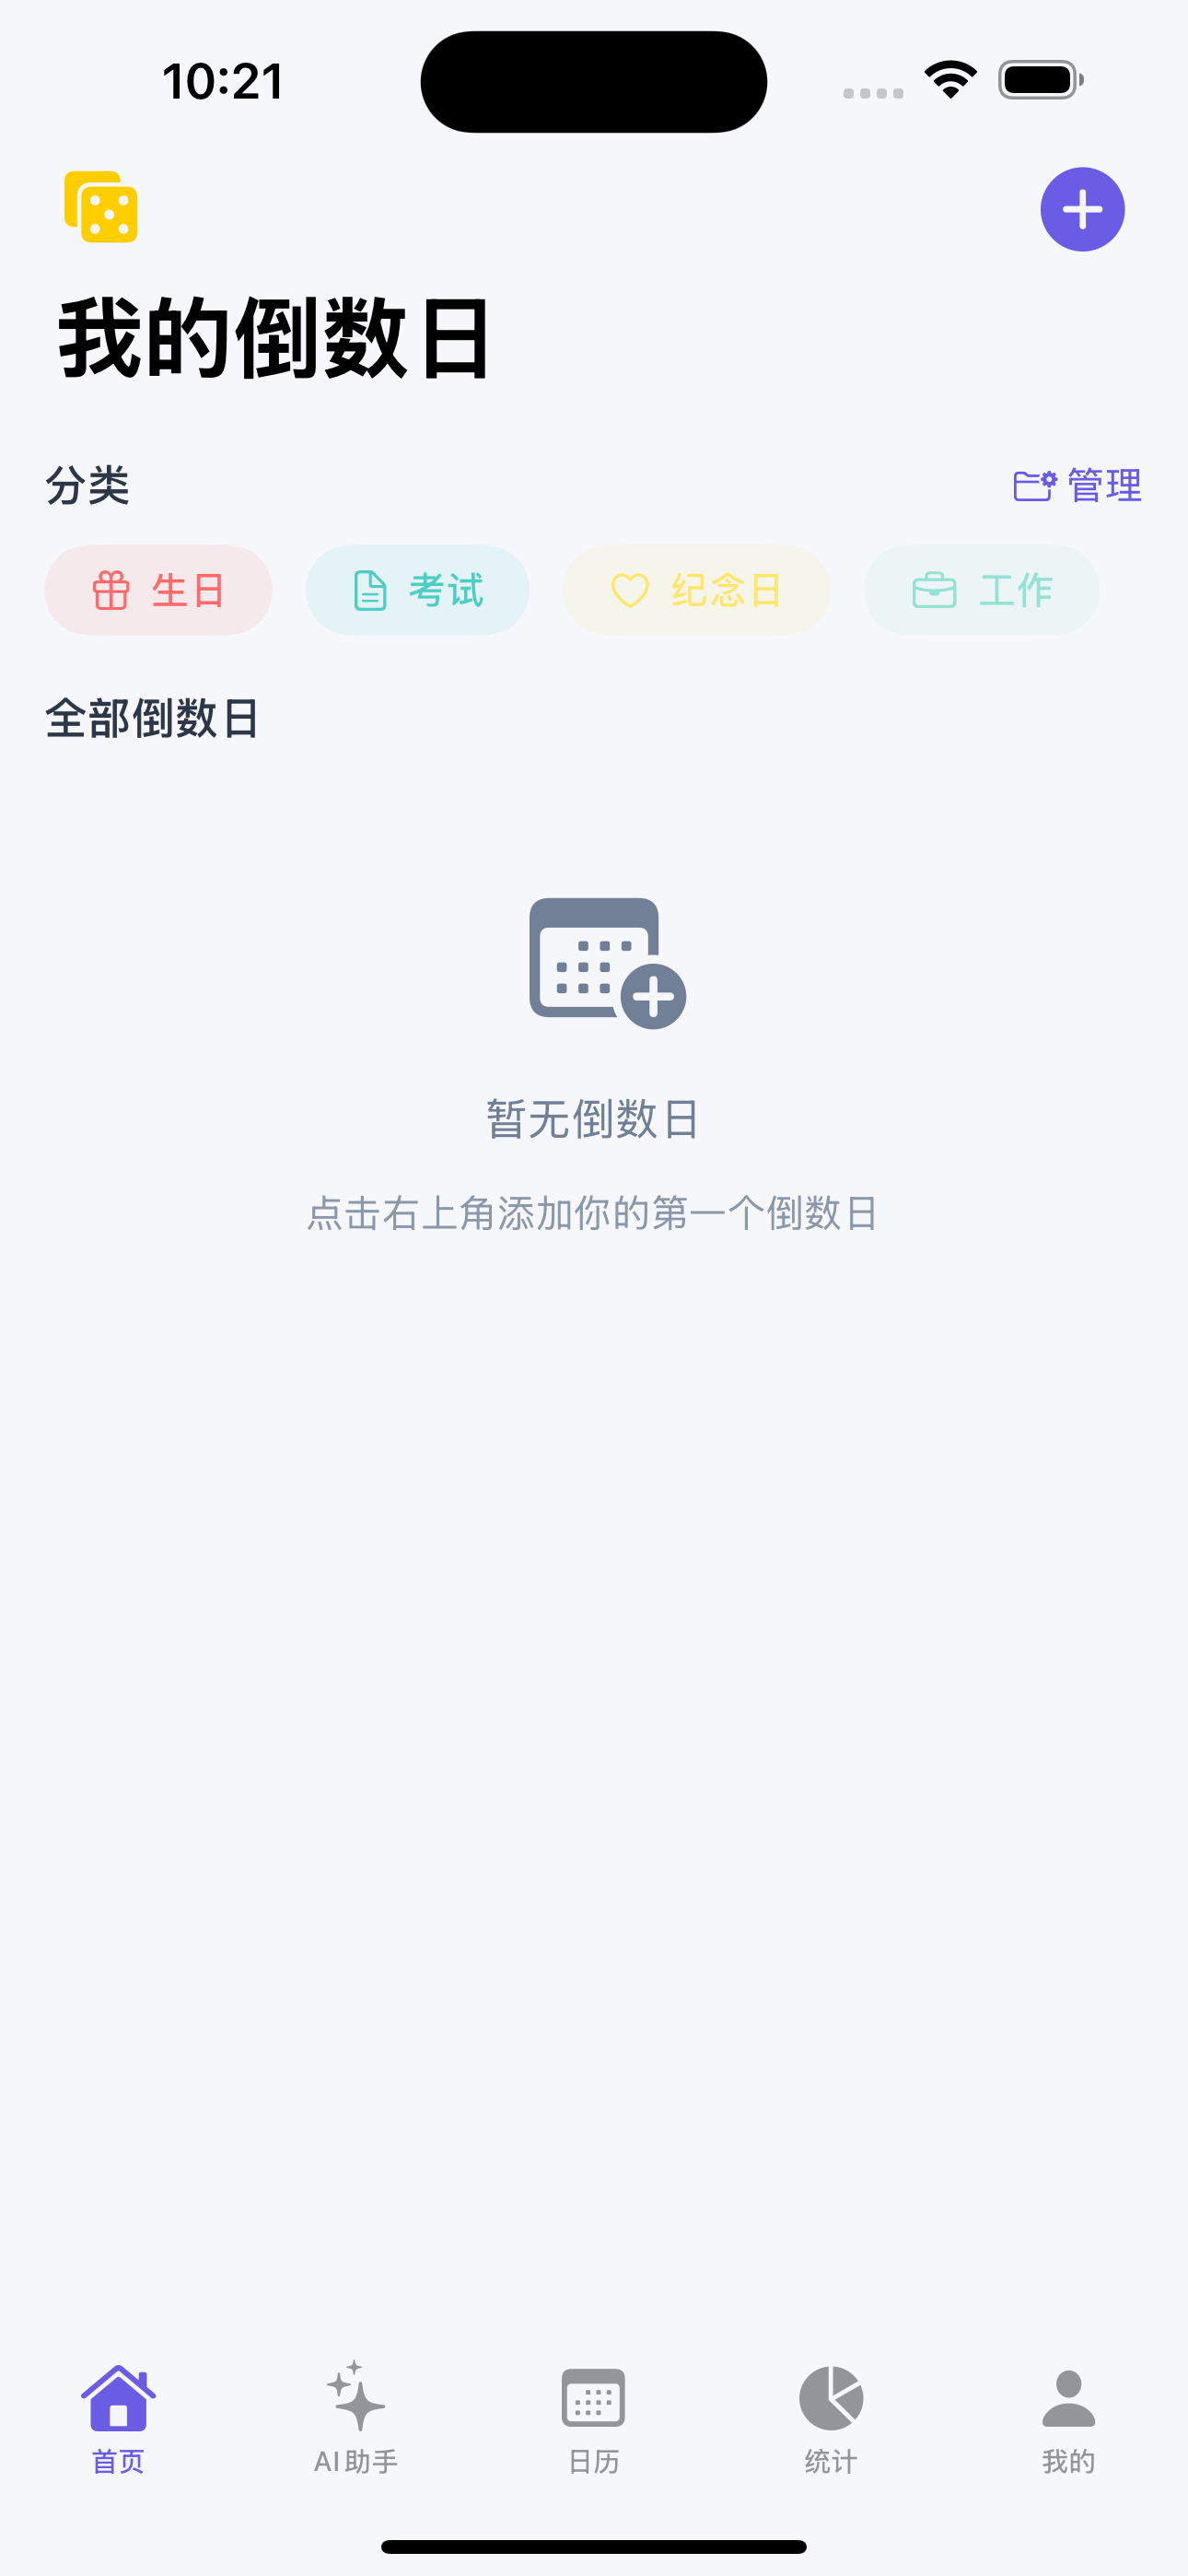 10:21
我的倒数日
分类
管理
生日
考试
纪念日
工作
全部倒数日
暂无倒数日
点击右上角添加你的第一个倒数日
首页
AI 助手
日历
统计
我的